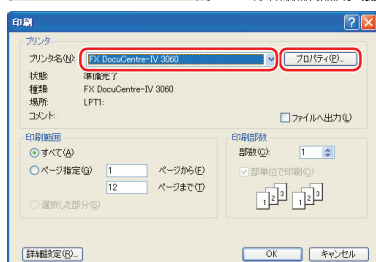 印刷
プリンタ
プリンタ名(N): FX DocuCentre-IV 3060 プロパティ(P)...
状態: 準備完了
種類: FX DocuCentre-IV 3060
場所: LPT1:
コメント: ファイルへ出力(L)
印刷範囲
すべて(A)
ページ指定(G) 1 ページから(F)
12 ページまで(T)
選択した部分(S)
印刷部数
部数(C): 1
部単位で印刷(O)
1 2 3 1 2 3
詳細設定(R)... OK キャンセル